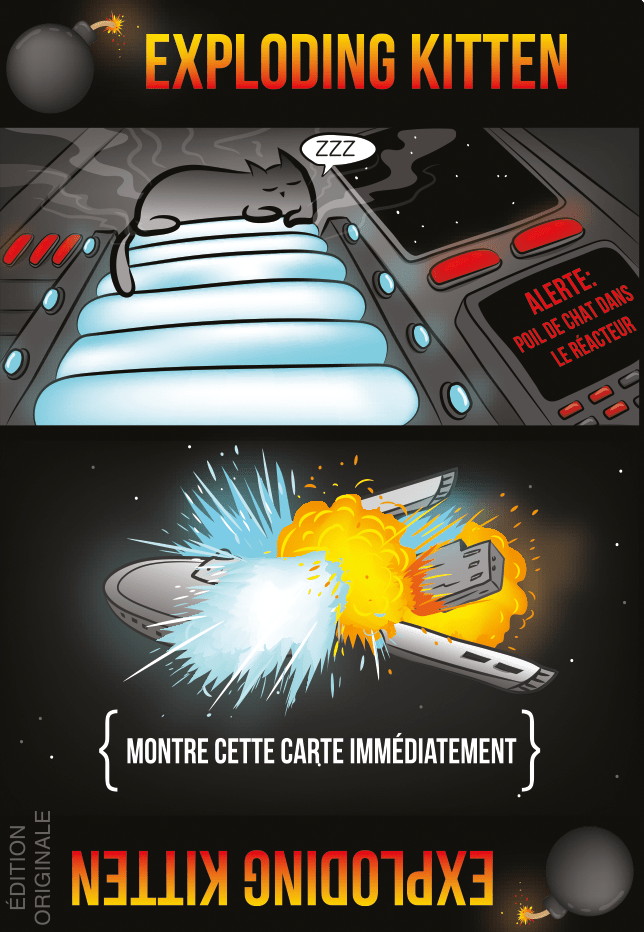 EXPLODING KITTEN
ZZZ
ALERTE:
POIL DE CHAT DANS
LE RÉACTEUR
MONTRE CETTE CARTE IMMÉDIATEMENT
ÉDITION
ORIGINALE
EXPLODING KITTEN